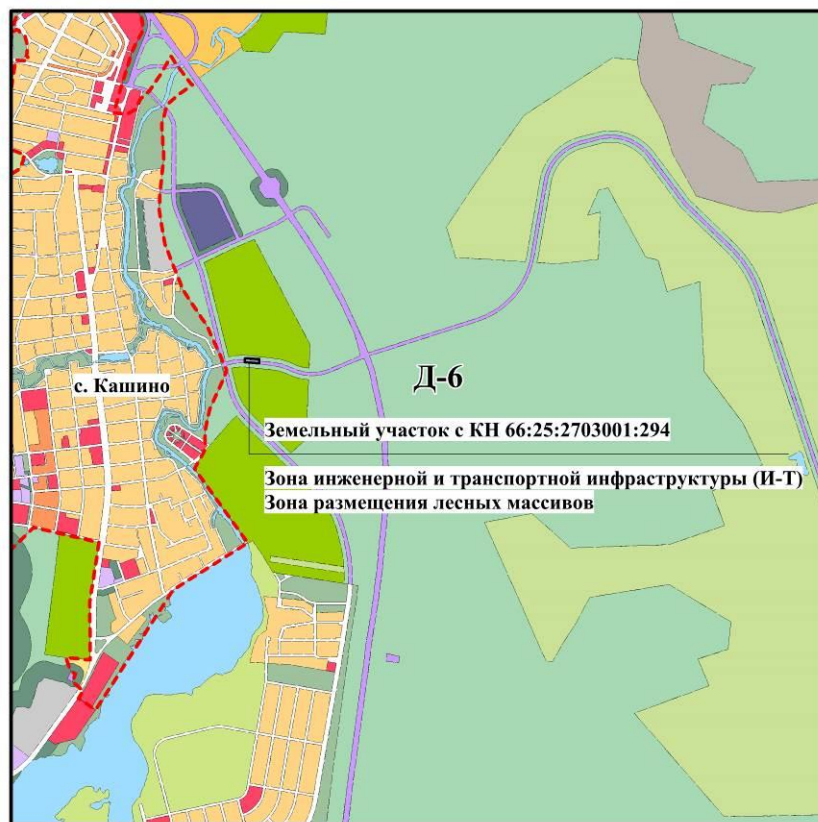 Д-6
с. Кашино
Земельный участок с КН 66:25:2703001:294
Зона инженерной и транспортной инфраструктуры (И-Т)
Зона размещения лесных массивов